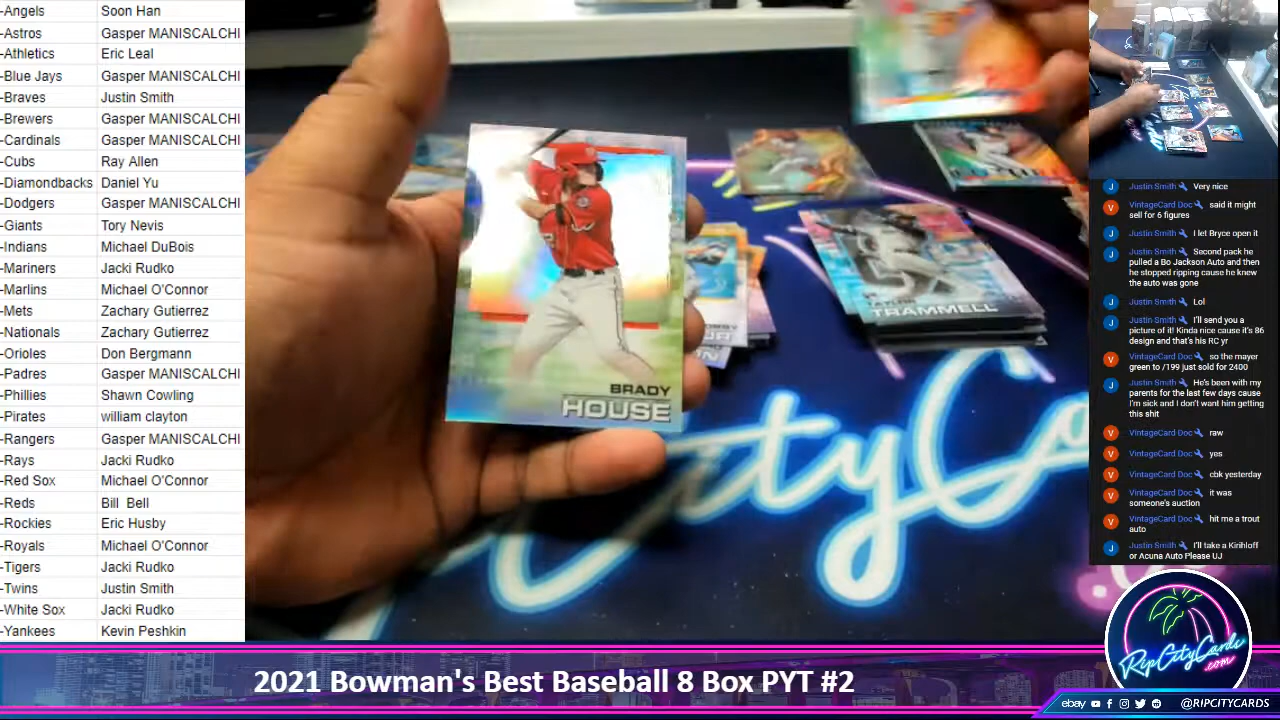 -Angels Soon Han
-Astros Gasper MANISCALCHI
-Athletics Eric Leal
-Blue Jays Gasper MANISCALCHI
-Braves Justin Smith
-Brewers Gasper MANISCALCHI
-Cardinals Gasper MANISCALCHI
-Cubs Ray Allen
-Diamondbacks Daniel Yu
-Dodgers Gasper MANISCALCHI
-Giants Tory Nevis
-Indians Michael DuBois
-Mariners Jacki Rudko
-Marlins Michael O'Connor
-Mets Zachary Gutierrez
-Nationals Zachary Gutierrez
-Orioles Don Bergmann
-Padres Gasper MANISCALCHI
-Phillies Shawn Cowling
-Pirates william clayton
-Rangers Gasper MANISCALCHI
-Rays Jacki Rudko
-Red Sox Michael O'Connor
-Reds Bill Bell
-Rockies Eric Husby
-Royals Michael O'Connor
-Tigers Jacki Rudko
-Twins Justin Smith
-White Sox Jacki Rudko
-Yankees Kevin Peshkin
BRADY
HOUSE
TAYLOR
TRAMMELL
J Justin Smith Very nice
V VintageCard Doc said it might
sell for 6 figures
J Justin Smith I let Bryce open it
J Justin Smith Second pack he
pulled a Bo Jackson Auto and then
he stopped ripping cause he knew
the auto was gone
J Justin Smith Lol
J Justin Smith I'll send you a
picture of it! Kinda nice cause it's 86
design and that's his RC yr
V VintageCard Doc so the mayer
green to /199 just sold for 2400
J Justin Smith He's been with my
parents for the last few days cause
I'm sick and I don't want him getting
this shit
V VintageCard Doc raw
V VintageCard Doc yes
V VintageCard Doc cbk yesterday
V VintageCard Doc it was
someone's auction
V VintageCard Doc hit me a trout
auto
J Justin Smith I'll take a Kirihloff
or Acuna Auto Please UJ
RipCityCards
.com
2021 Bowman's Best Baseball 8 Box PYT #2
ebay @RIPCITYCARDS